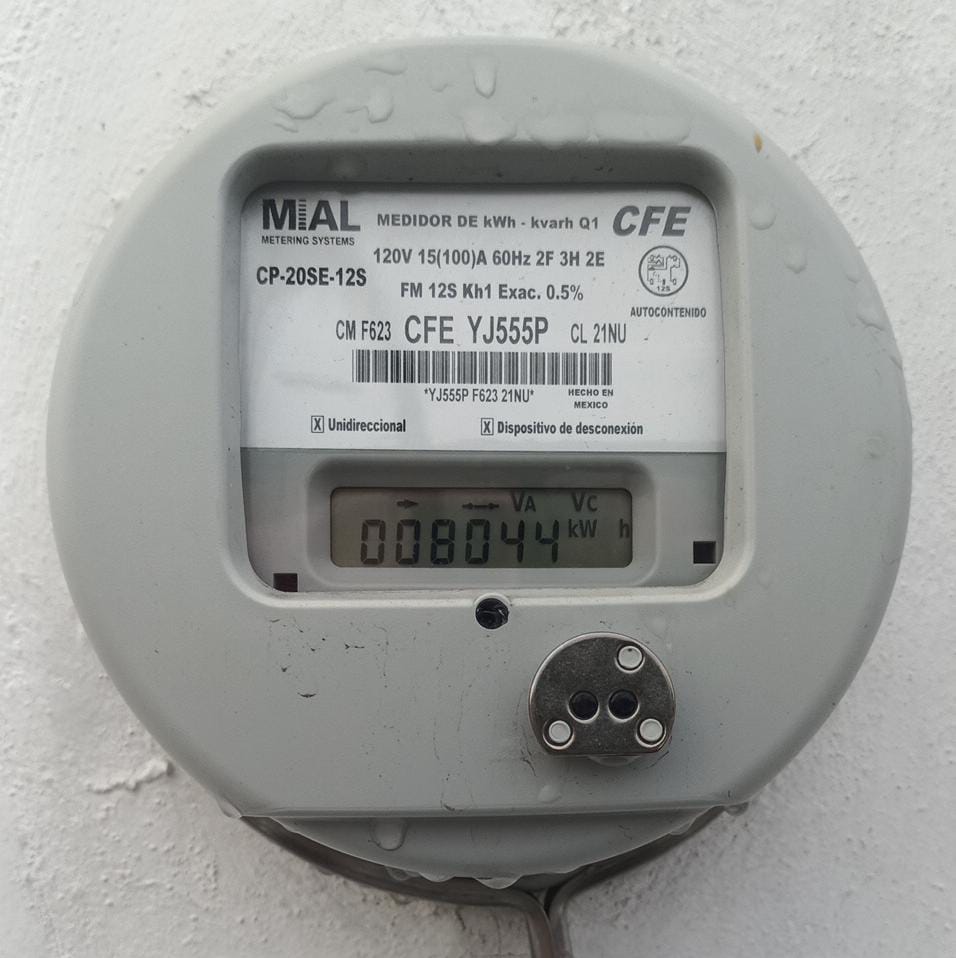 MIAL
METERING SYSTEMS
MEDIDOR DE kWh - kvarh Q1
CFE
120V 15(100)A 60Hz 2F 3H 2E
CP-20SE-12S
FM 12S Kh1 Exac. 0.5%
12S
AUTOCONTENIDO
CM F623 CFE YJ555P CL 21NU
*YJ555P F623 21NU*
HECHO EN
MEXICO
X Unidireccional
X Dispositivo de desconexión
VA VC
008044 kW h